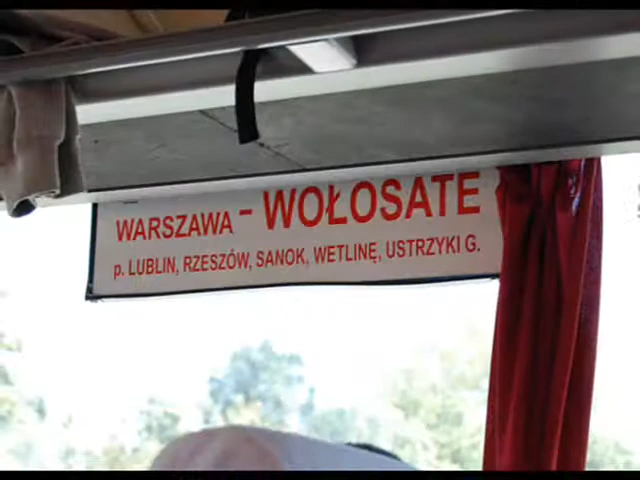 WARSZAWA - WOŁOSATE
p. LUBLIN, RZESZÓW, SANOK, WETLINĘ, USTRZYKI G.